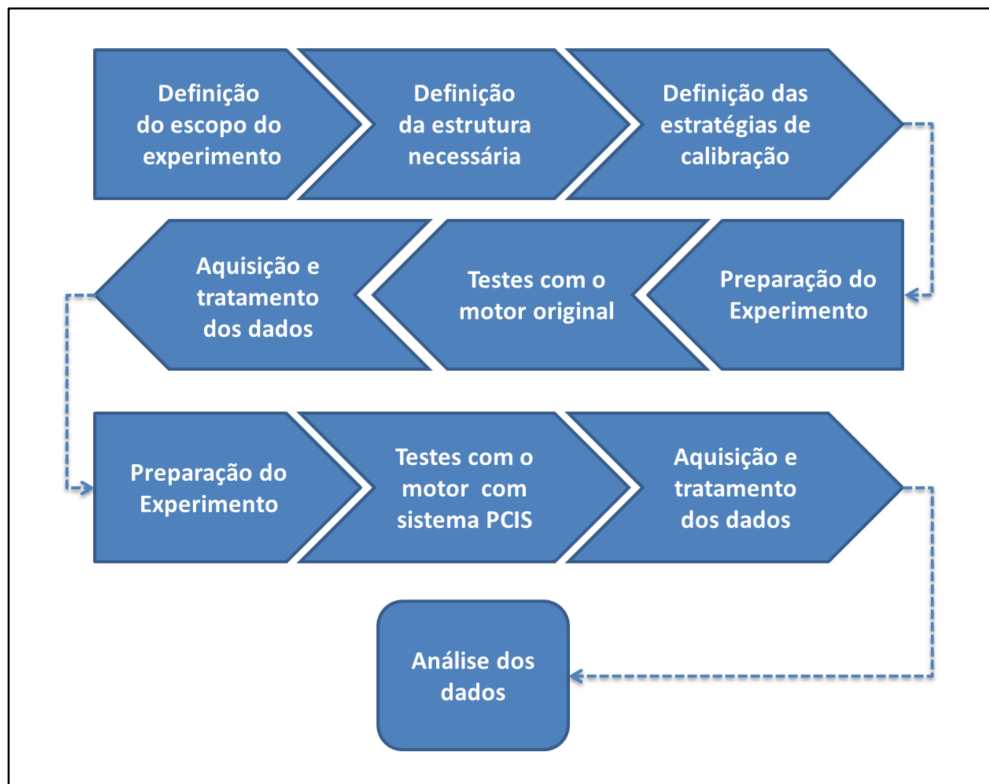 Definição
do escopo do
experimento
Definição
da estrutura
necessária
Definição das
estratégias de
calibração
Preparação do
Experimento
Testes com o
motor original
Aquisição e
tratamento
dos dados
Preparação do
Experimento
Testes com o
motor com
sistema PCIS
Aquisição e
tratamento
dos dados
Análise dos
dados